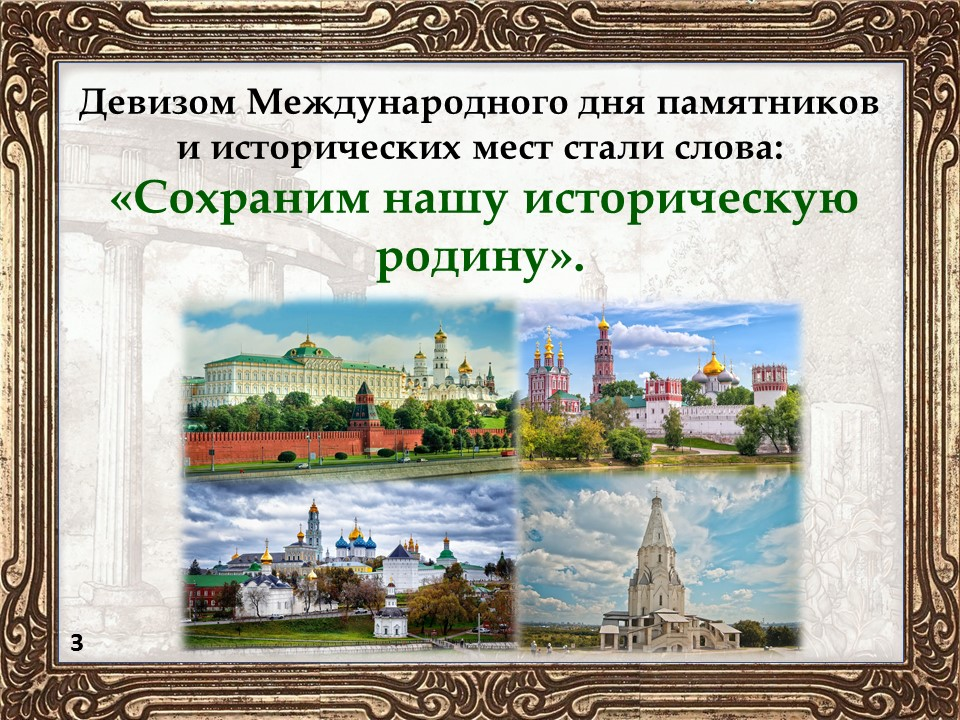 Девизом Международного дня памятников
и исторических мест стали слова:
«Сохраним нашу историческую
родину».
3